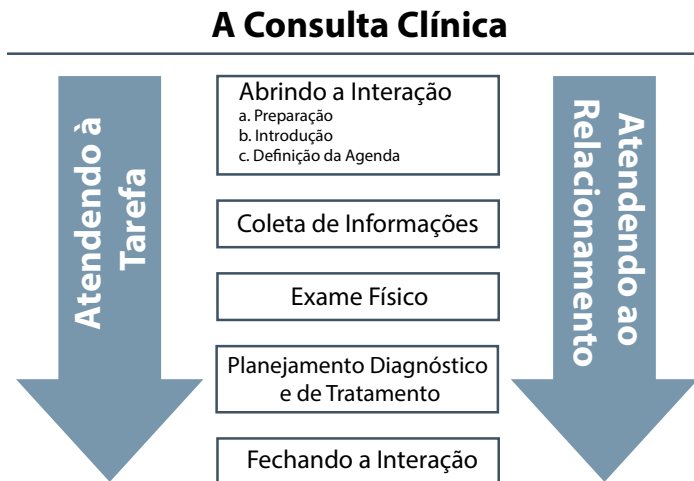 A Consulta Clínica
Atendendo à
Tarefa
Abrindo a Interação
a. Preparação
b. Introdução
c. Definição da Agenda
Coleta de Informações
Exame Físico
Planejamento Diagnóstico
e de Tratamento
Fechando a Interação
Atendendo ao
Relacionamento